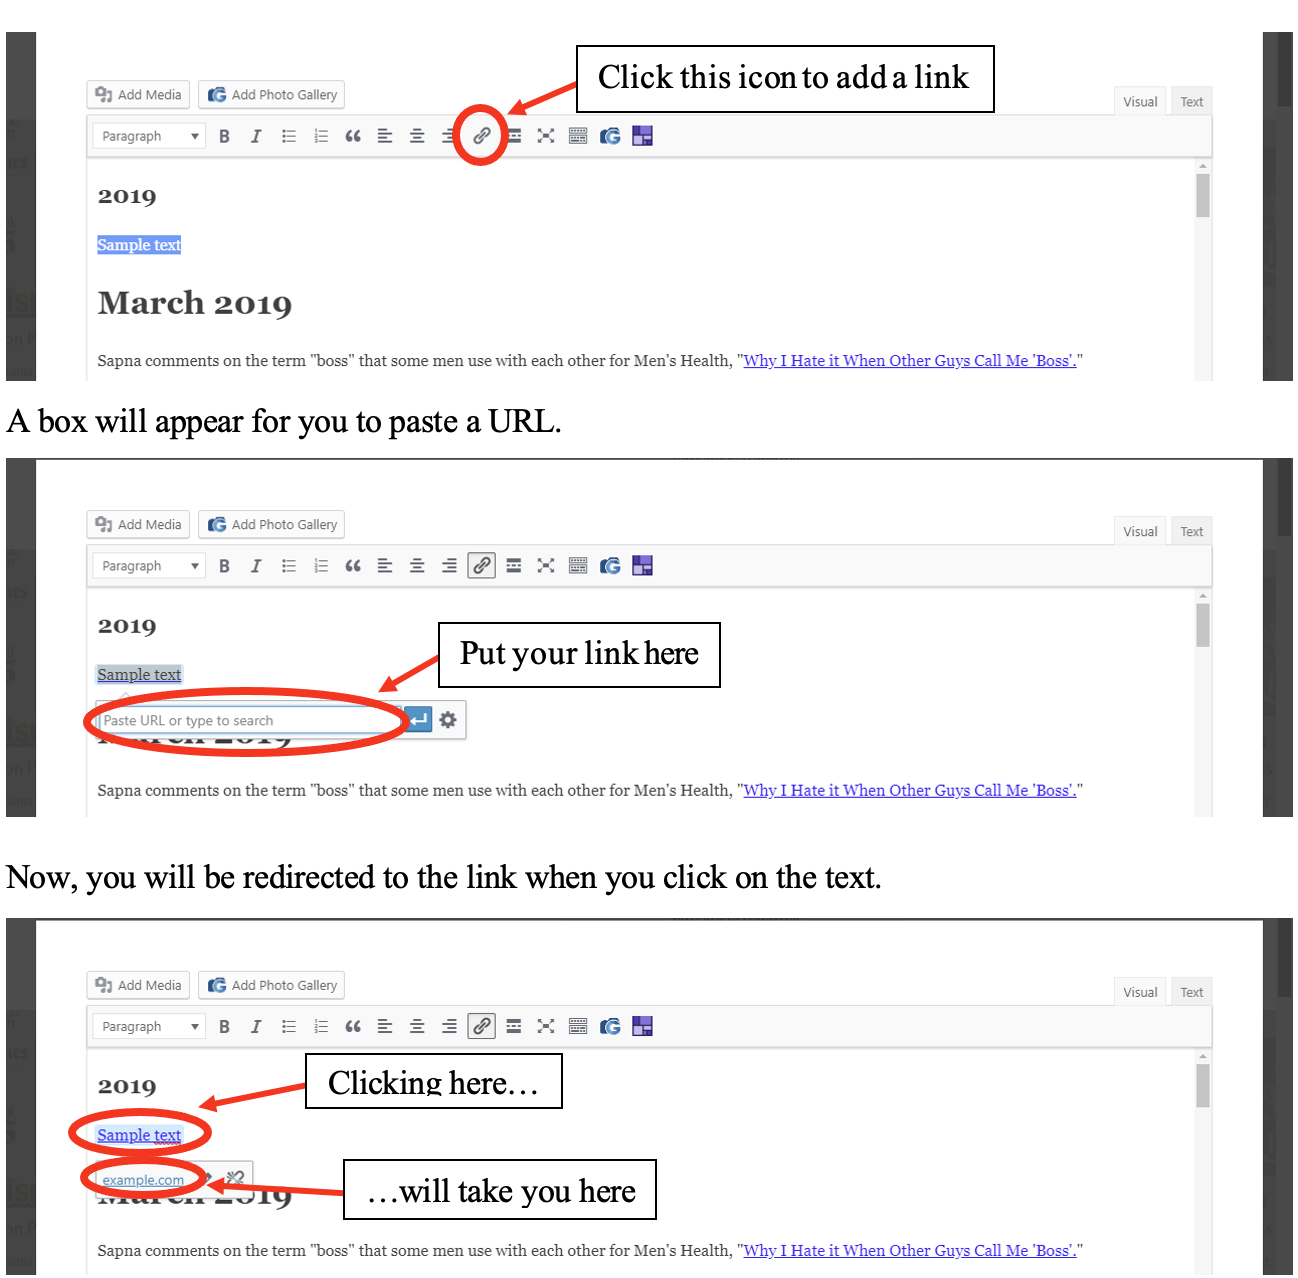 Click this icon to add a link
Add Media Add Photo Gallery Visual Text
Paragraph B I
2019
Sample text
March 2019
Sapna comments on the term "boss" that some men use with each other for Men's Health, "Why I Hate it When Other Guys Call Me 'Boss'."
A box will appear for you to paste a URL.
Add Media Add Photo Gallery Visual Text
Paragraph B I
2019
Put your link here
Sample text
Paste URL or type to search
March 2019
Sapna comments on the term "boss" that some men use with each other for Men's Health, "Why I Hate it When Other Guys Call Me 'Boss'."
Now, you will be redirected to the link when you click on the text.
Add Media Add Photo Gallery Visual Text
Paragraph B I
Clicking here…
2019
Sample text
example.com
…will take you here
March 2019
Sapna comments on the term "boss" that some men use with each other for Men's Health, "Why I Hate it When Other Guys Call Me 'Boss'."